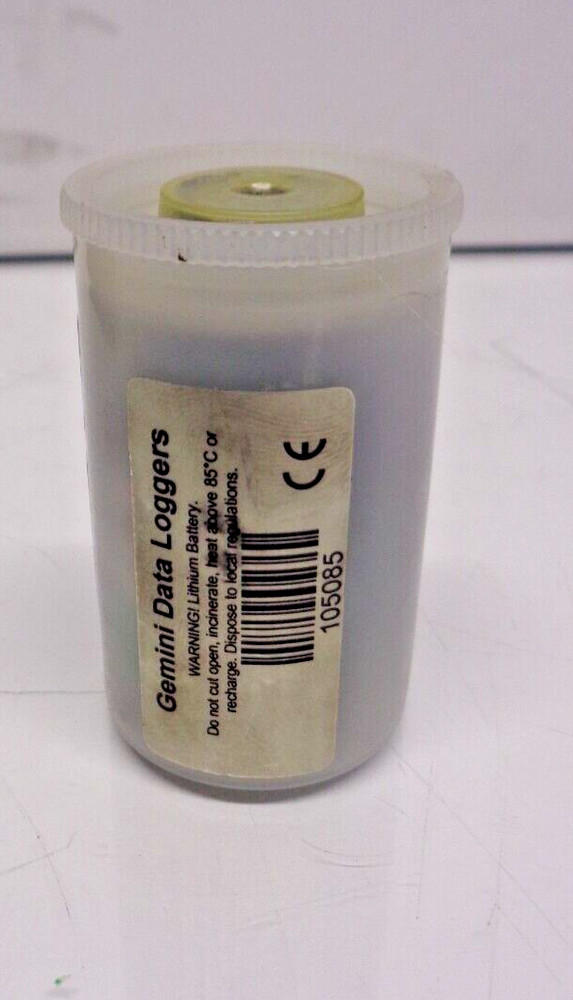 Gemini Data Loggers
WARNING! Lithium Battery.
Do not cut open, incinerate, heat above 85°C or
recharge. Dispose to local regulations.
105085
CE